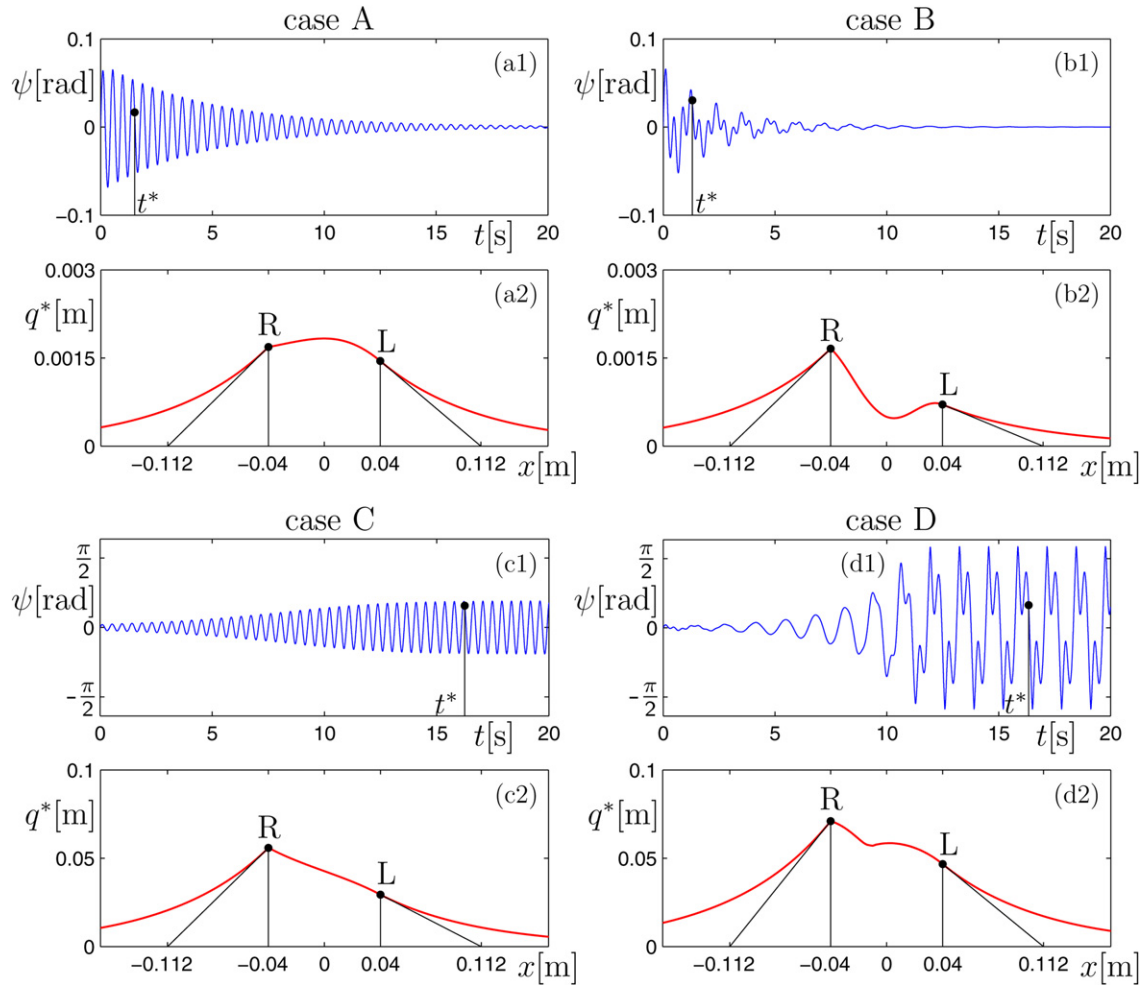 case A
0.1
(a1)
ψ[rad]
0
t*
−0.1
0
5
10
15
20
t[s]
0.003
(a2)
q*[m]
R
L
0.0015
0
−0.112
−0.04
0
0.04
0.112
x[m]
case B
0.1
(b1)
ψ[rad]
0
t*
−0.1
0
5
10
15
20
t[s]
0.003
(b2)
q*[m]
R
L
0.0015
0
−0.112
−0.04
0
0.04
0.112
x[m]
case C
π/2
(c1)
ψ[rad]
0
−π/2
t*
0
5
10
15
20
t[s]
0.1
(c2)
q*[m]
R
L
0.05
0
−0.112
−0.04
0
0.04
0.112
x[m]
case D
π/2
(d1)
ψ[rad]
0
−π/2
t*
0
5
10
15
20
t[s]
0.1
(d2)
q*[m]
R
L
0.05
0
−0.112
−0.04
0
0.04
0.112
x[m]